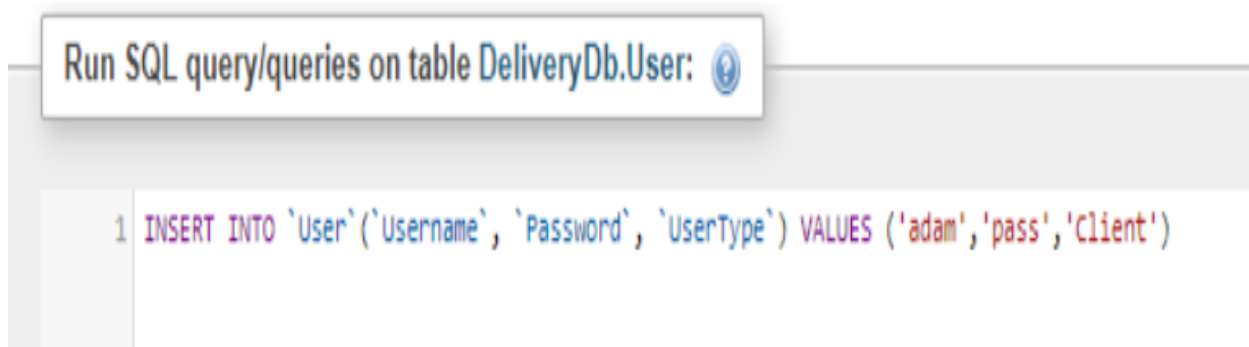 Run SQL query/queries on table DeliveryDb.User:
1 INSERT INTO `User`(`Username`, `Password`, `UserType`) VALUES ('adam','pass','Client')